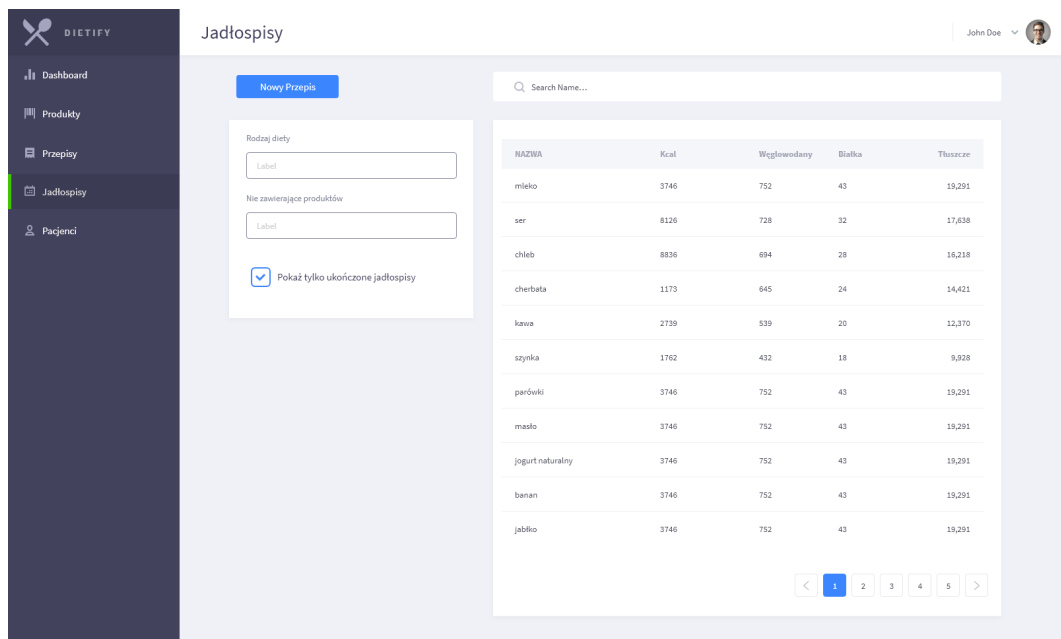 DIETIFY
Jadłospisy
John Doe
Dashboard
Produkty
Przepisy
Jadłospisy
Pacjenci
Nowy Przepis
Search Name...
Rodzaj diety
Label
Nie zawierające produktów
Label
Pokaż tylko ukończone jadłospisy
NAZWA Kcal Węglowodany Białka Tłuszcze
mleko 3746 752 43 19,291
ser 8126 728 32 17,638
chleb 8836 694 28 16,218
cherbata 1173 645 24 14,421
kawa 2739 539 20 12,370
szynka 1762 432 18 9,928
parówki 3746 752 43 19,291
masło 3746 752 43 19,291
jogurt naturalny 3746 752 43 19,291
banan 3746 752 43 19,291
jabłko 3746 752 43 19,291
1 2 3 4 5